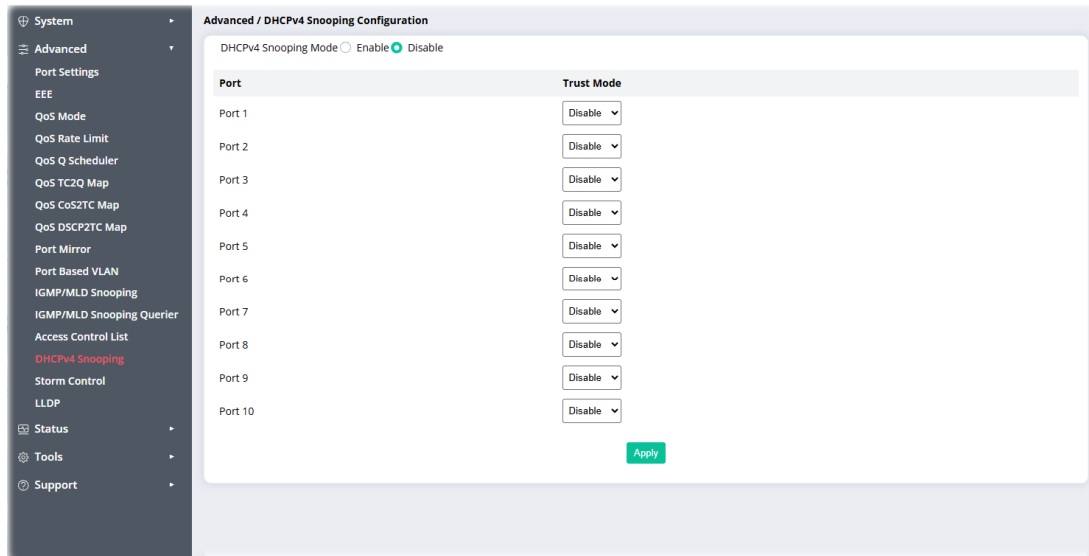 System
Advanced
Port Settings
EEE
QoS Mode
QoS Rate Limit
QoS Q Scheduler
QoS TC2Q Map
QoS CoS2TC Map
QoS DSCP2TC Map
Port Mirror
Port Based VLAN
IGMP/MLD Snooping
IGMP/MLD Snooping Querier
Access Control List
DHCPv4 Snooping
Storm Control
LLDP
Status
Tools
Support
Advanced / DHCPv4 Snooping Configuration
DHCPv4 Snooping Mode Enable Disable
Port Trust Mode
Port 1 Disable
Port 2 Disable
Port 3 Disable
Port 4 Disable
Port 5 Disable
Port 6 Disable
Port 7 Disable
Port 8 Disable
Port 9 Disable
Port 10 Disable
Apply